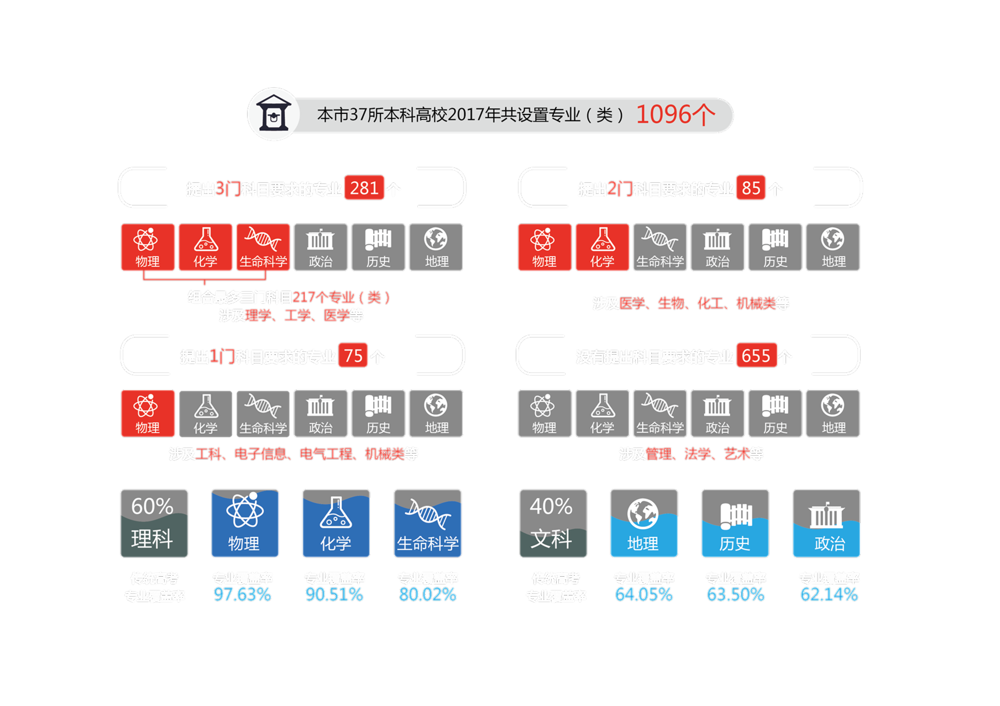 本市37所本科高校2017年共设置专业（类） 1096个
提出3门科目要求的专业 281 个
物理 化学 生命科学 政治 历史 地理
组合最多三门科目217个专业（类）
涉及理学、工学、医学等
提出2门科目要求的专业 85 个
物理 化学 生命科学 政治 历史 地理
涉及医学、生物、化工、机械类等
提出1门科目要求的专业 75 个
物理 化学 生命科学 政治 历史 地理
涉及工科、电子信息、电气工程、机械类等
没有提出科目要求的专业 655 个
物理 化学 生命科学 政治 历史 地理
涉及管理、法学、艺术等
60%
理科 物理 化学 生命科学
传统高考 专业覆盖率 专业覆盖率 专业覆盖率
专业覆盖率 97.63% 90.51% 80.02%
40%
文科 地理 历史 政治
传统高考 专业覆盖率 专业覆盖率 专业覆盖率
专业覆盖率 64.05% 63.50% 62.14%